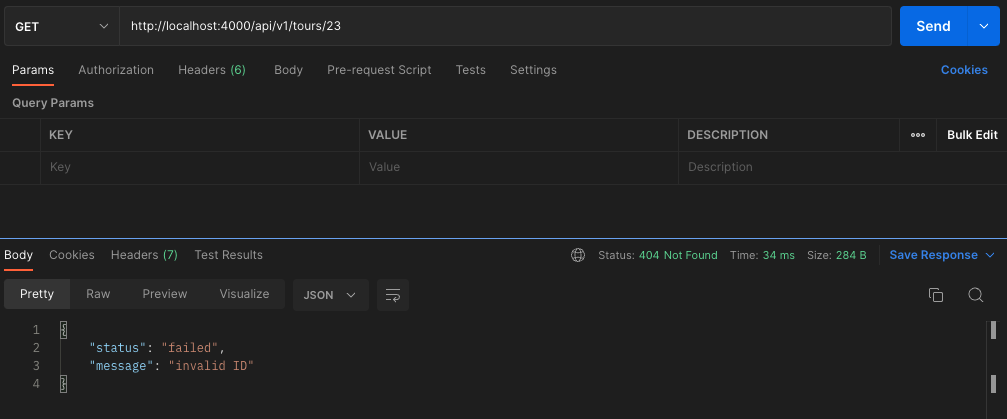 GET http://localhost:4000/api/v1/tours/23 Send
Params Authorization Headers (6) Body Pre-request Script Tests Settings Cookies
Query Params
KEY VALUE DESCRIPTION ooo Bulk Edit
Key Value Description
Body Cookies Headers (7) Test Results Status: 404 Not Found Time: 34 ms Size: 284 B Save Response
Pretty Raw Preview Visualize JSON
1 {
2 "status": "failed",
3 "message": "invalid ID"
4 }